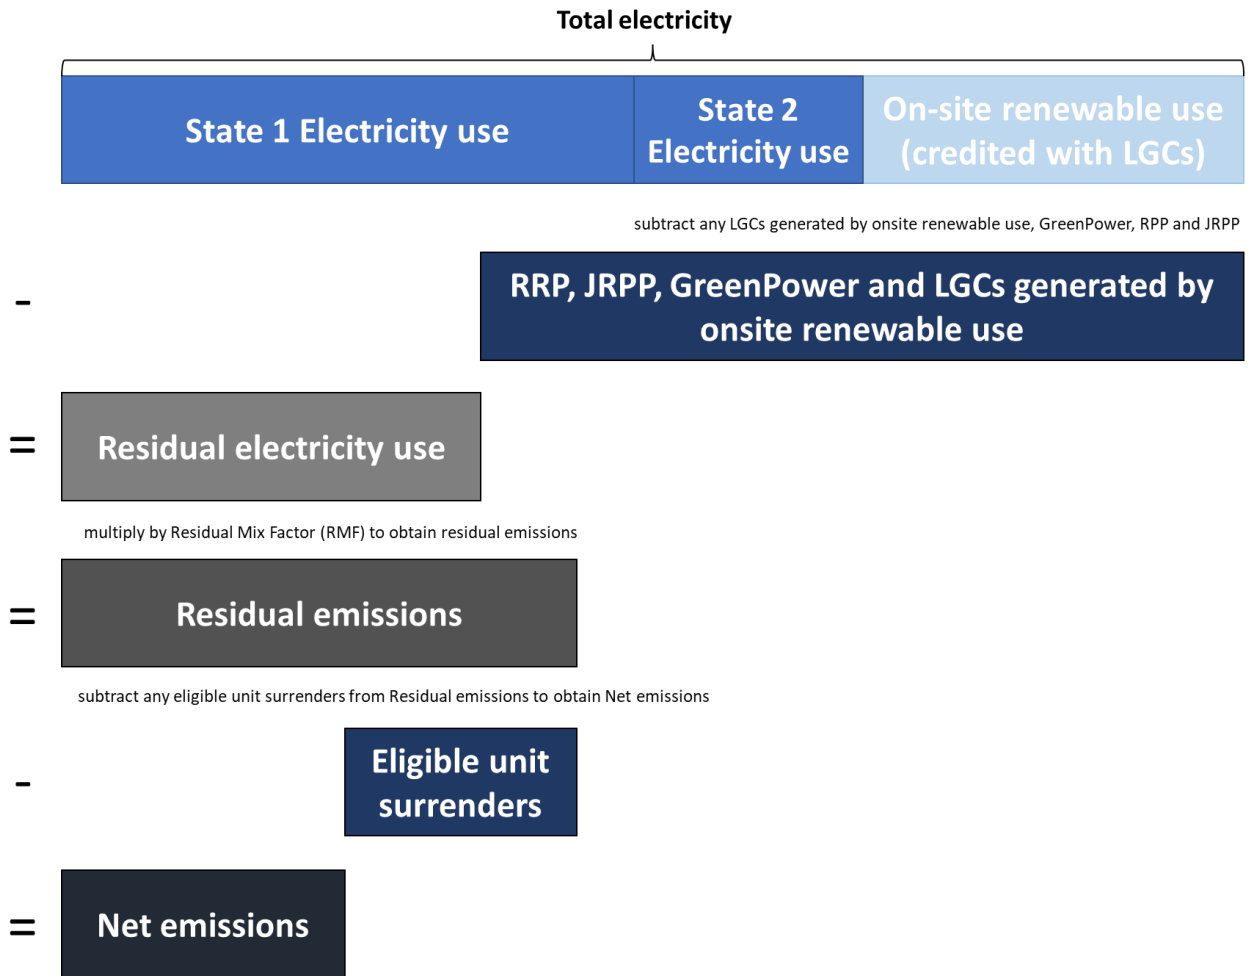 Total electricity
State 1 Electricity use
State 2
Electricity use
On-site renewable use
(credited with LGCs)
subtract any LGCs generated by onsite renewable use, GreenPower, RPP and JRPP
-
RRP, JRPP, GreenPower and LGCs generated by
onsite renewable use
=
Residual electricity use
multiply by Residual Mix Factor (RMF) to obtain residual emissions
=
Residual emissions
subtract any eligible unit surrenders from Residual emissions to obtain Net emissions
-
Eligible unit
surrenders
=
Net emissions